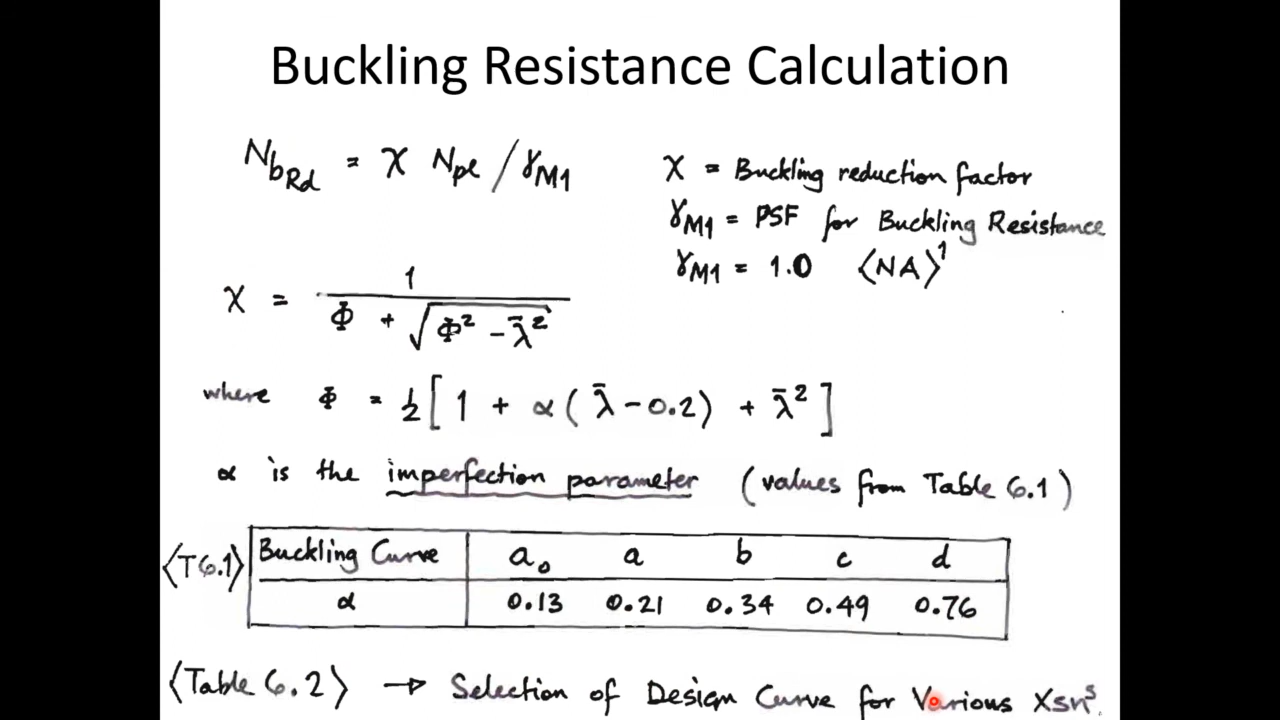 Buckling Resistance Calculation
N_bRd = χ N_pl / γ_M1
χ = Buckling reduction factor
γ_M1 = PSF for Buckling Resistance
γ_M1 = 1.0 ⟨NA⟩¹
χ = 1 / (Φ + √(Φ² − λ̄²))
where Φ = ½ [ 1 + α ( λ̄ − 0.2 ) + λ̄² ]
α is the imperfection parameter (values from Table 6.1)
⟨T6.1⟩ Buckling Curve a₀ a b c d
α 0.13 0.21 0.34 0.49 0.76
⟨Table 6.2⟩ → Selection of Design Curve for Various Xsnˢ.